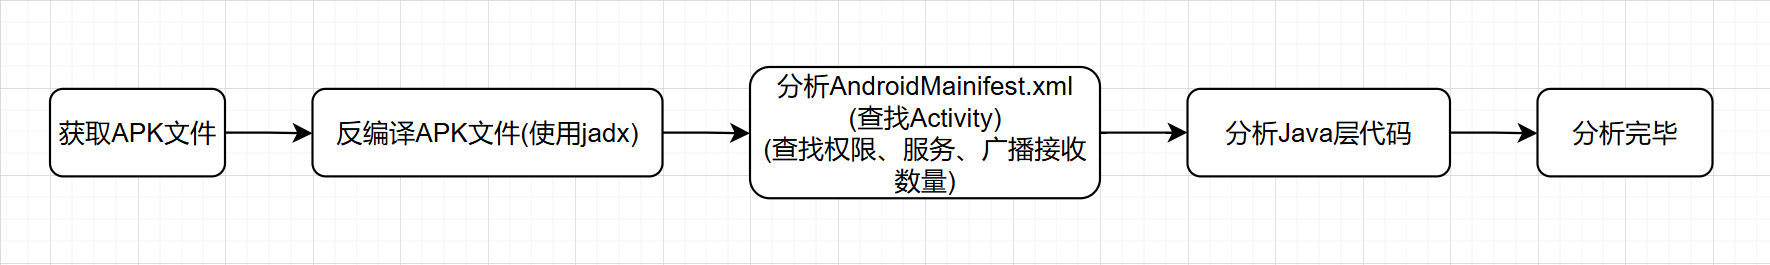 获取APK文件
反编译APK文件(使用jadx)
分析AndroidMainifest.xml
(查找Activity)
(查找权限、服务、广播接收
数量)
分析Java层代码
分析完毕